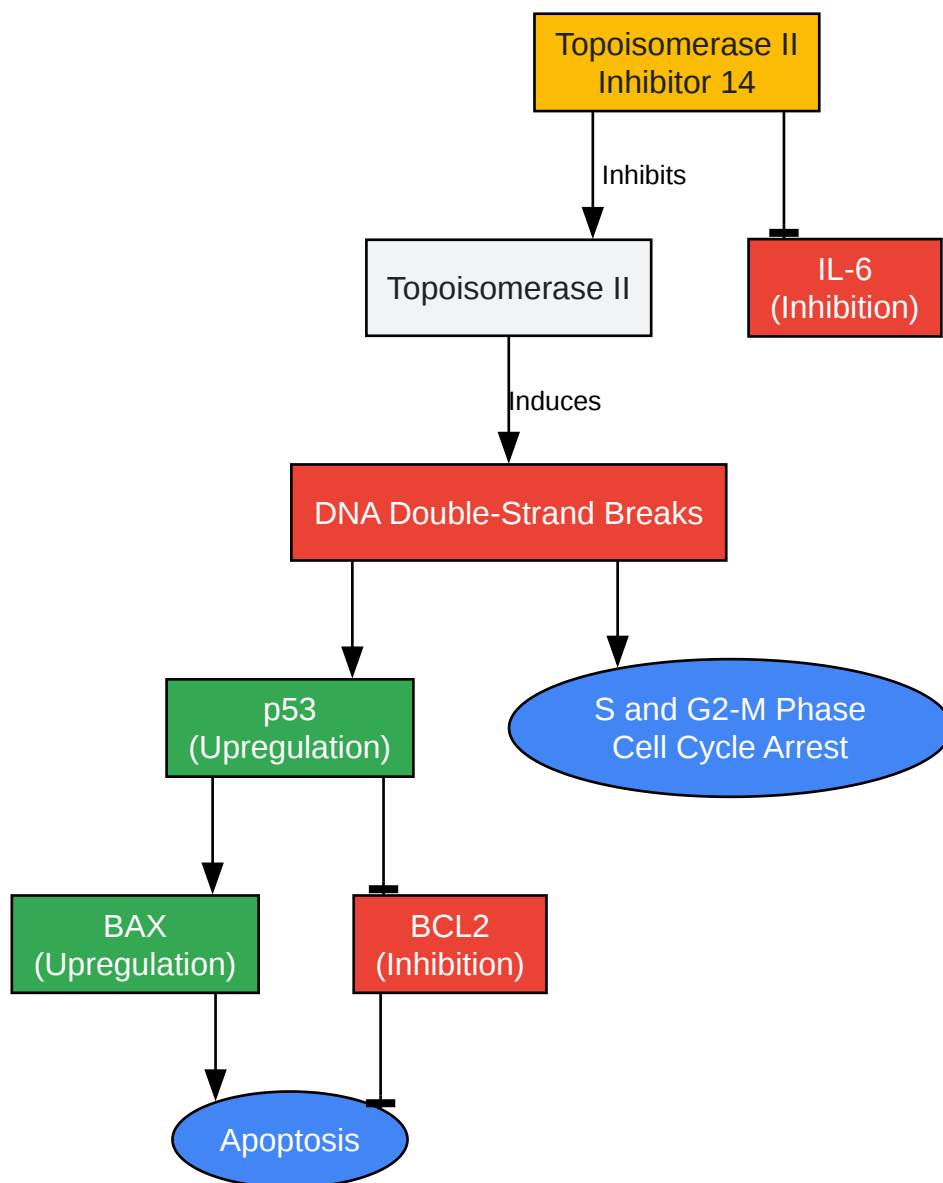 Topoisomerase II
Inhibitor 14
Inhibits
Topoisomerase II
IL-6
(Inhibition)
Induces
DNA Double-Strand Breaks
p53
(Upregulation)
S and G2-M Phase
Cell Cycle Arrest
BAX
(Upregulation)
BCL2
(Inhibition)
Apoptosis